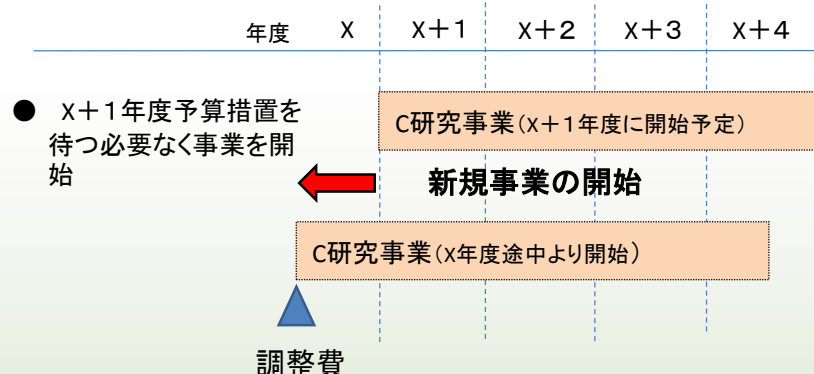 年度 X X+1 X+2 X+3 X+4
● X+1年度予算措置を
待つ必要なく事業を開
始
C研究事業(X+1年度に開始予定)
新規事業の開始
C研究事業(X年度途中より開始)
調整費